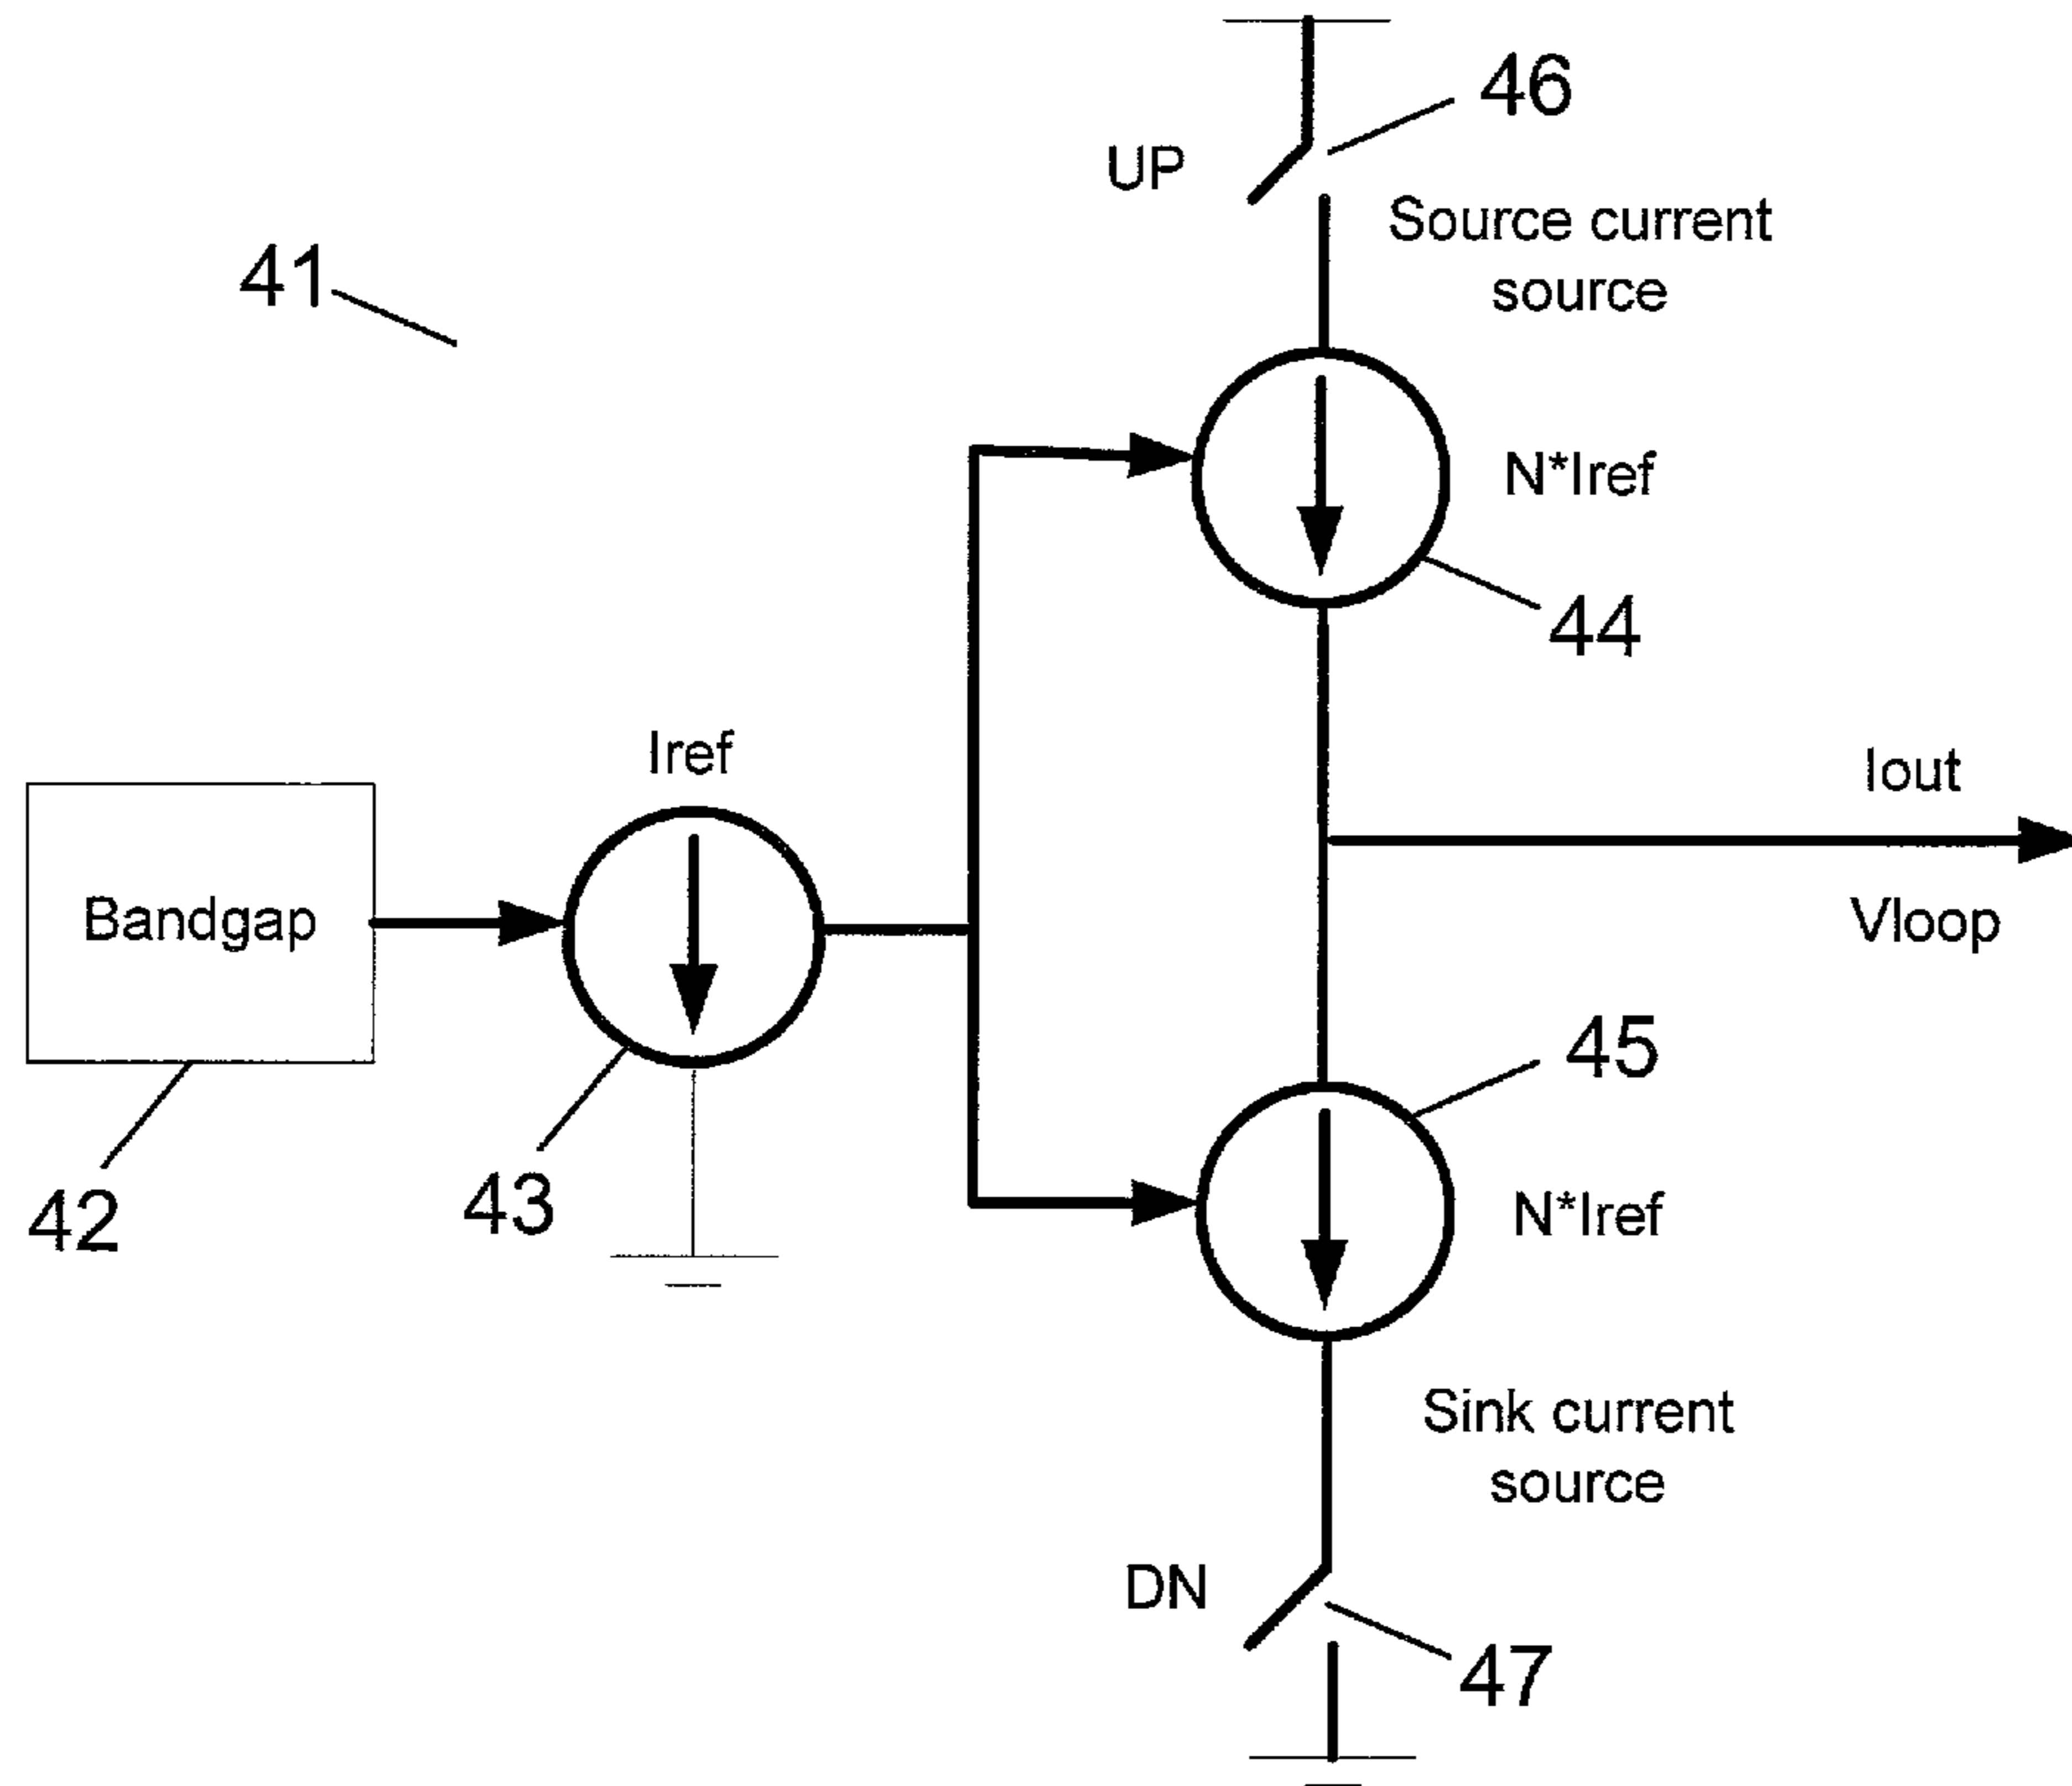 46
UP
Source current
source
41
N*Iref
44
Iref
Iout
Bandgap
Vloop
45
42
43
N*Iref
Sink current
source
DN
47